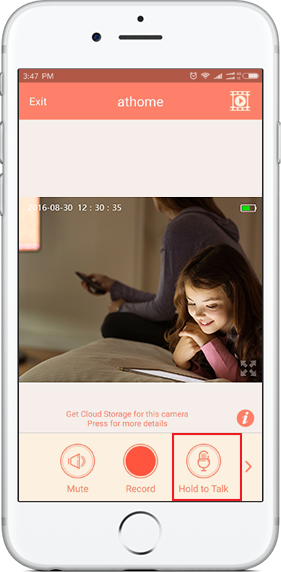 3:47 PM
Exit
athome
2016-08-30 12:30:35
Get Cloud Storage for this camera
Press for more details
Mute
Record
Hold to Talk